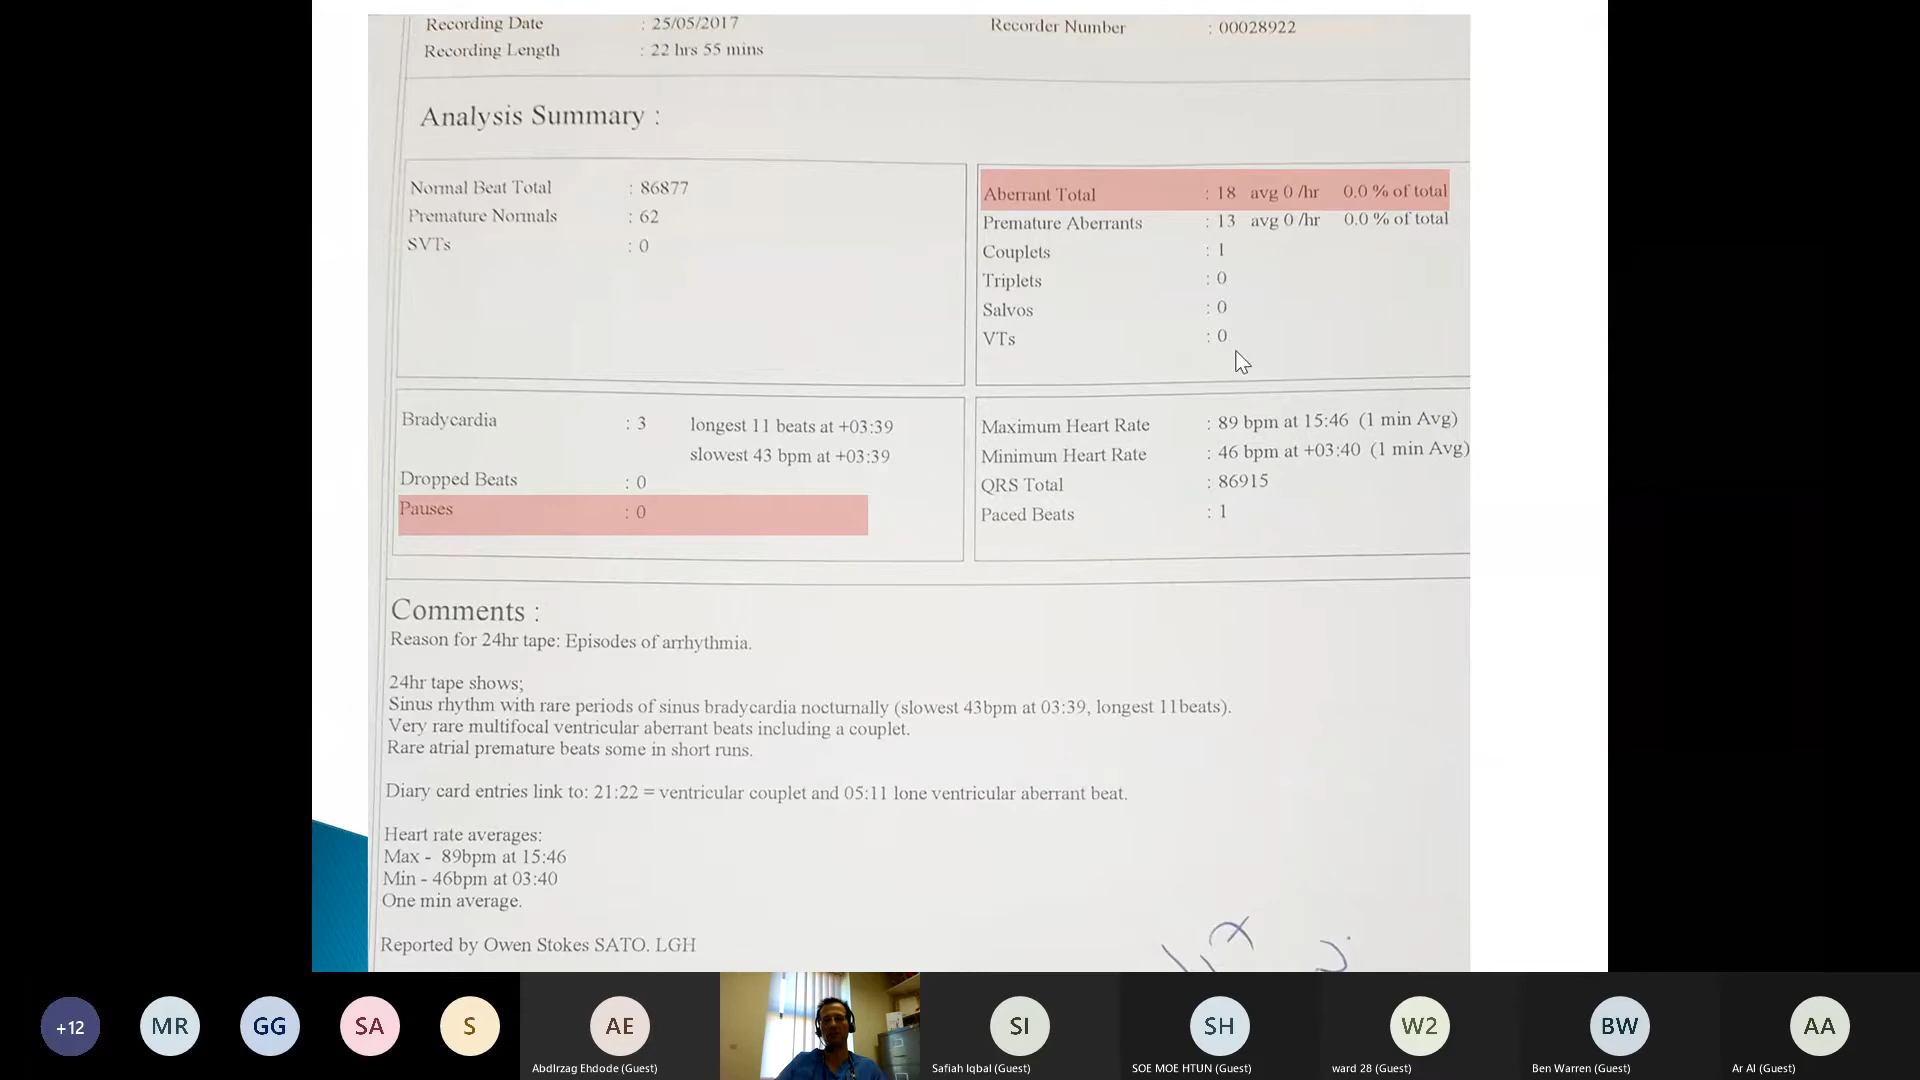 Recording Date : 25/05/2017 Recorder Number : 00028922
Recording Length : 22 hrs 55 mins
Analysis Summary :
Normal Beat Total : 86877
Premature Normals : 62
SVTs : 0
Aberrant Total : 18 avg 0 /hr 0.0 % of total
Premature Aberrants : 13 avg 0 /hr 0.0 % of total
Couplets : 1
Triplets : 0
Salvos : 0
VTs : 0
Bradycardia : 3 longest 11 beats at +03:39
slowest 43 bpm at +03:39
Dropped Beats : 0
Pauses : 0
Maximum Heart Rate : 89 bpm at 15:46 (1 min Avg)
Minimum Heart Rate : 46 bpm at +03:40 (1 min Avg)
QRS Total : 86915
Paced Beats : 1
Comments :
Reason for 24hr tape: Episodes of arrhythmia.
24hr tape shows;
Sinus rhythm with rare periods of sinus bradycardia nocturnally (slowest 43bpm at 03:39, longest 11beats).
Very rare multifocal ventricular aberrant beats including a couplet.
Rare atrial premature beats some in short runs.
Diary card entries link to: 21:22 = ventricular couplet and 05:11 lone ventricular aberrant beat.
Heart rate averages:
Max - 89bpm at 15:46
Min - 46bpm at 03:40
One min average.
Reported by Owen Stokes SATO. LGH
+12 MR GG SA S AE SI SH W2 BW AA
Abdlrzag Ehdode (Guest) Safiah Iqbal (Guest) SOE MOE HTUN (Guest) ward 28 (Guest) Ben Warren (Guest) Ar Al (Guest)